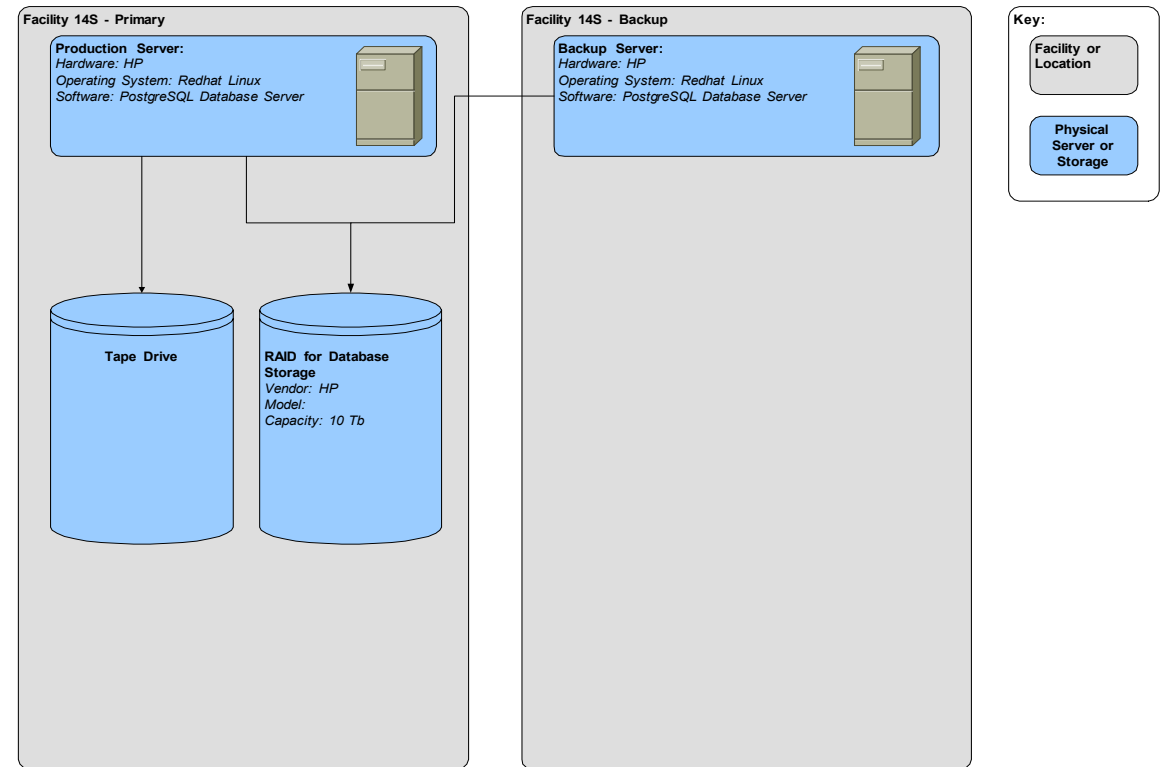 Facility 14S - Primary
Production Server:
Hardware: HP
Operating System: Redhat Linux
Software: PostgreSQL Database Server
Tape Drive
RAID for Database
Storage
Vendor: HP
Model:
Capacity: 10 Tb
Facility 14S - Backup
Backup Server:
Hardware: HP
Operating System: Redhat Linux
Software: PostgreSQL Database Server
Key:
Facility or
Location
Physical
Server or
Storage